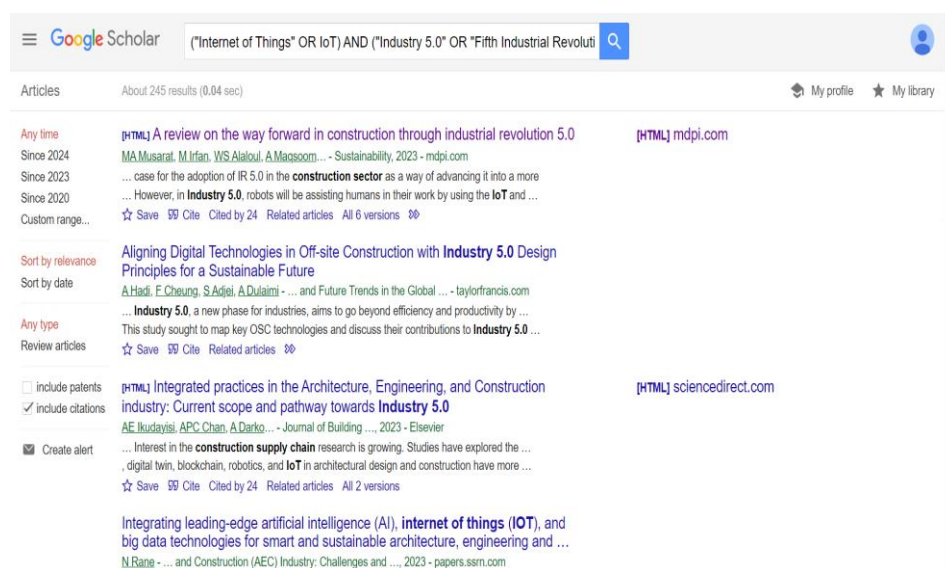 Google Scholar
("Internet of Things" OR IoT) AND ("Industry 5.0" OR "Fifth Industrial Revoluti
Articles
About 245 results (0.04 sec)
My profile
My library
Any time
Since 2024
Since 2023
Since 2020
Custom range...
Sort by relevance
Sort by date
Any type
Review articles
include patents
include citations
Create alert
[HTML] A review on the way forward in construction through industrial revolution 5.0
[HTML] mdpi.com
MA Musarat, M Irfan, WS Alaloul, A Maqsoom... - Sustainability, 2023 - mdpi.com
... case for the adoption of IR 5.0 in the construction sector as a way of advancing it into a more
... However, in Industry 5.0, robots will be assisting humans in their work by using the IoT and ...
Save Cite Cited by 24 Related articles All 6 versions
Aligning Digital Technologies in Off-site Construction with Industry 5.0 Design
Principles for a Sustainable Future
A Hadi, F Cheung, S Adjei, A Dulaimi - ... and Future Trends in the Global ... - taylorfrancis.com
... Industry 5.0, a new phase for industries, aims to go beyond efficiency and productivity by ...
This study sought to map key OSC technologies and discuss their contributions to Industry 5.0 ...
Save Cite Related articles
[HTML] Integrated practices in the Architecture, Engineering, and Construction
industry: Current scope and pathway towards Industry 5.0
[HTML] sciencedirect.com
AE Ikudayisi, APC Chan, A Darko... - Journal of Building ..., 2023 - Elsevier
... Interest in the construction supply chain research is growing. Studies have explored the ...
, digital twin, blockchain, robotics, and IoT in architectural design and construction have more ...
Save Cite Cited by 24 Related articles All 2 versions
Integrating leading-edge artificial intelligence (AI), internet of things (IOT), and
big data technologies for smart and sustainable architecture, engineering and ...
N Rane - ... and Construction (AEC) Industry: Challenges and ..., 2023 - papers.ssrn.com